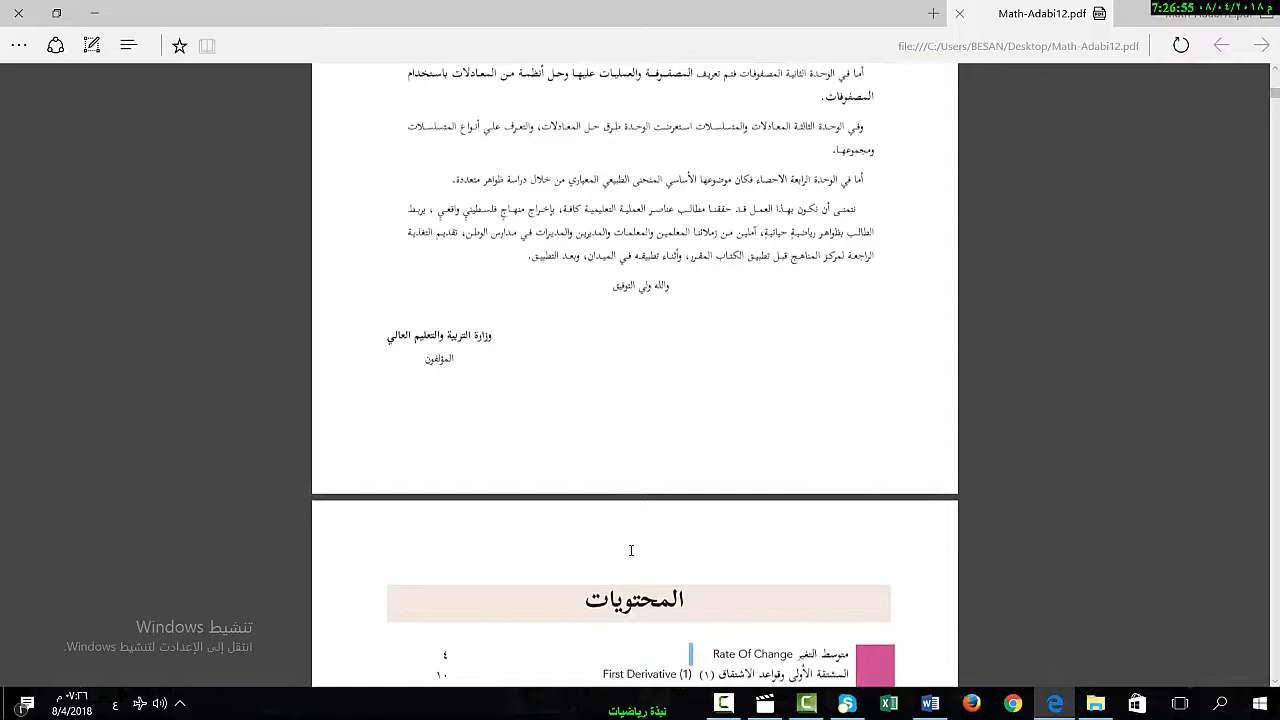 Math-Adabi12.pdf
م ٠٨/٠٤/٢٠١٨ 7:26:55
file:///C:/Users/BESAN/Desktop/Math-Adabi12.pdf
أما في الوحدة الثانية المصفوفات فتم تعريف المصفوفة والعمليات عليها وحل أنظمة من المعادلات باستخدام
المصفوفات.
وفي الوحدة الثالثة المعادلات والمتسلسلات استعرضت الوحدة طرق حل المعادلات، والتعرف على أنواع المتسلسلات
ومجموعها.
أما في الوحدة الرابعة الاحصاء فكان موضوعها الأساسي المنحنى الطبيعي المعياري من خلال دراسة ظواهر متعددة.
نتمنى أن نكون بهذا العمل قد حققنا مطالب عناصر العملية التعليمية كافة، بإخراج منهاجٍ فلسطيني واقعي ، يربط
الطالب بظواهر رياضيةٍ حياتيةٍ، آملين من زملائنا المعلمين والمعلمات والمديرين والمديرات في مدارس الوطن، تقديم التغذية
الراجعة لمركز المناهج قبل تطبيق الكتاب المقرر، وأثناء تطبيقه في الميدان، وبعد التطبيق.
والله ولي التوفيق
وزارة التربية والتعليم العالي
المؤلفون
المحتويات
متوسط التغير Rate Of Change ٤
المشتقة الأولى وقواعد الاشتقاق (١) First Derivative (1) ١٠
تنشيط Windows
انتقل إلى الإعدادات لتنشيط Windows.
٠٧:٢٦ م
8/4/2018
ع
نبذة رياضيات